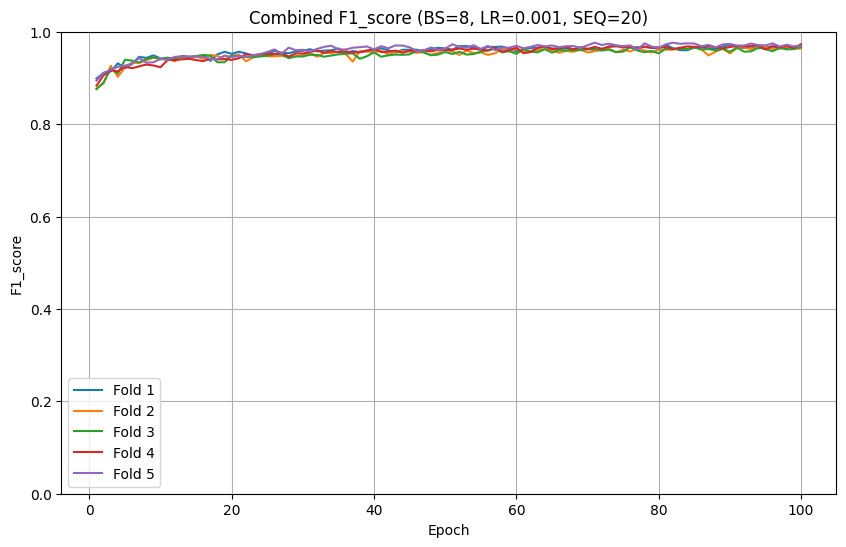 Combined F1_score (BS=8, LR=0.001, SEQ=20)
1.0
0.8
0.6
0.4
0.2
0.0
F1_score
Fold 1
Fold 2
Fold 3
Fold 4
Fold 5
0 20 40 60 80 100
Epoch